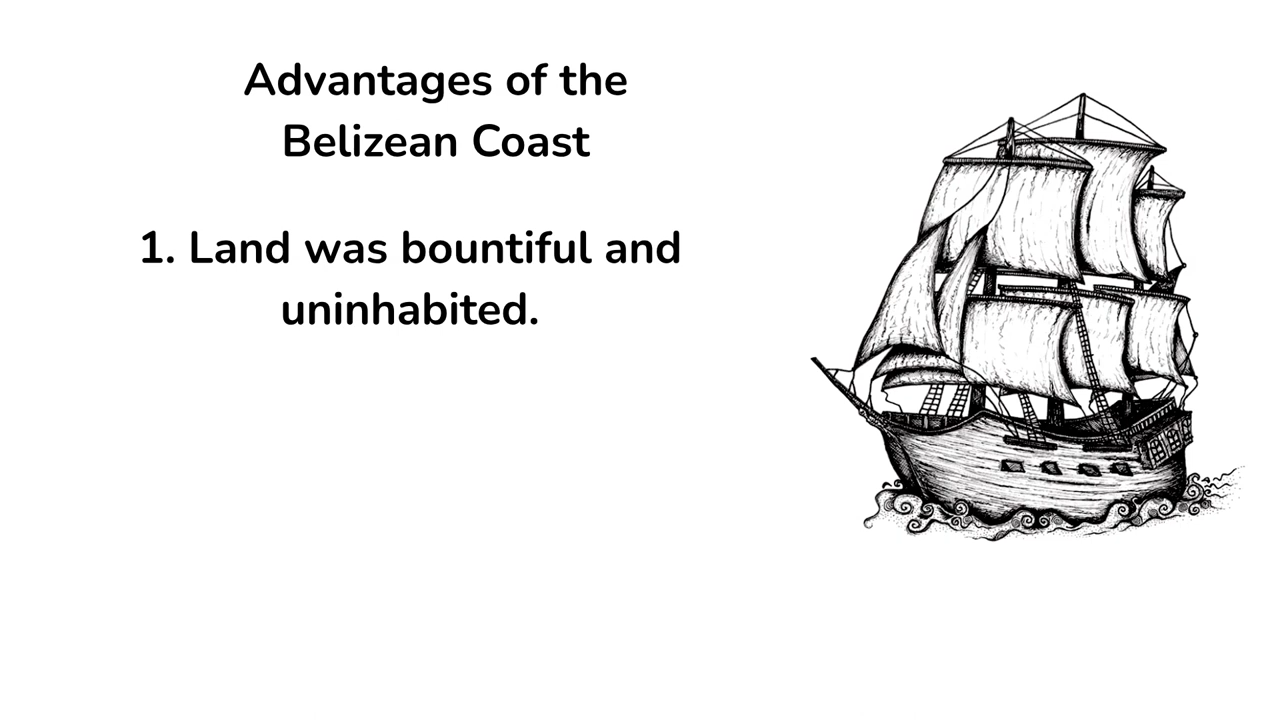 Advantages of the
Belizean Coast
1. Land was bountiful and
uninhabited.